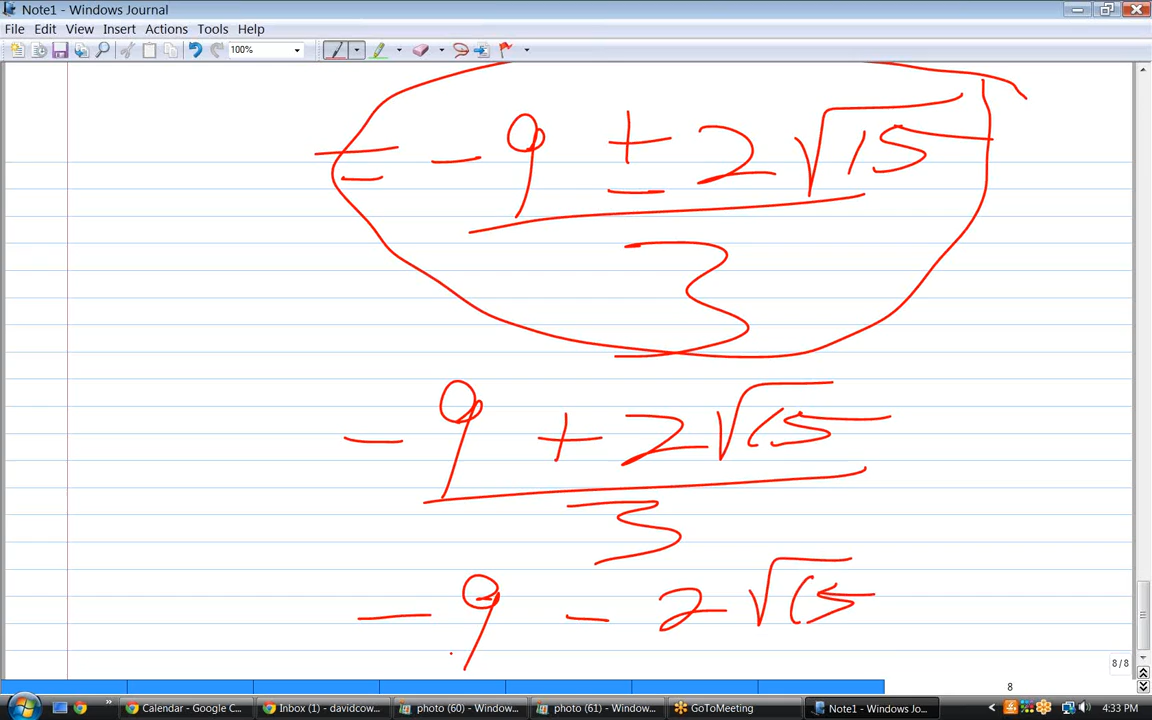 Note1 - Windows Journal
File Edit View Insert Actions Tools Help
100%
= -9 ± 2√15
3
-9 + 2√15
3
-9 - 2√15
8/8
8
Calendar - Google C...
Inbox (1) - davidcow...
photo (60) - Window...
photo (61) - Window...
GoToMeeting
Note1 - Windows Jo...
4:33 PM